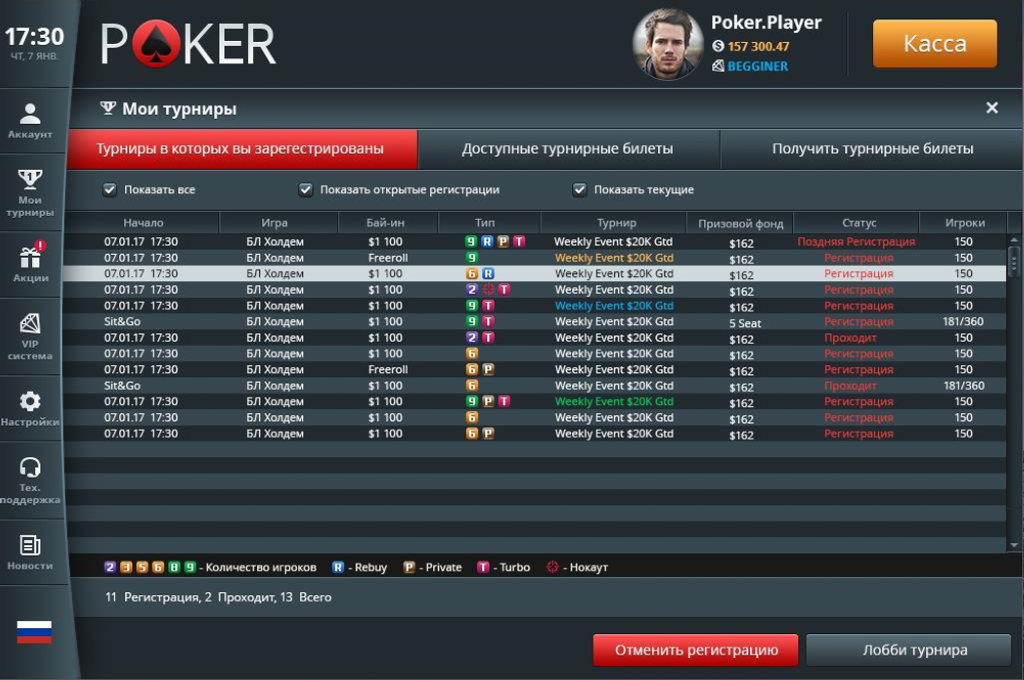 17:30
ЧТ, 7 ЯНВ.
POKER
Poker.Player
157 300.47
BEGGINER
Касса
Аккаунт
Мои турниры
Акции
VIP система
Настройки
Тех. поддержка
Новости
Мои турниры
Турниры в которых вы зарегестрированы Доступные турнирные билеты Получить турнирные билеты
Показать все Показать открытые регистрации Показать текущие
Начало Игра Бай-ин Тип Турнир Призовой фонд Статус Игроки
07.01.17 17:30 БЛ Холдем $1 100 9 R P T Weekly Event $20K Gtd $162 Поздняя Регистрация 150
07.01.17 17:30 БЛ Холдем Freeroll 9 Weekly Event $20K Gtd $162 Регистрация 150
07.01.17 17:30 БЛ Холдем $1 100 6 R Weekly Event $20K Gtd $162 Регистрация 150
07.01.17 17:30 БЛ Холдем $1 100 2 T Weekly Event $20K Gtd $162 Регистрация 150
07.01.17 17:30 БЛ Холдем $1 100 9 T Weekly Event $20K Gtd $162 Регистрация 150
Sit&Go БЛ Холдем $1 100 9 T Weekly Event $20K Gtd 5 Seat Регистрация 181/360
07.01.17 17:30 БЛ Холдем $1 100 2 T Weekly Event $20K Gtd $162 Проходит 150
07.01.17 17:30 БЛ Холдем $1 100 6 Weekly Event $20K Gtd $162 Регистрация 150
07.01.17 17:30 БЛ Холдем Freeroll 6 P Weekly Event $20K Gtd $162 Регистрация 150
Sit&Go БЛ Холдем $1 100 6 Weekly Event $20K Gtd $162 Проходит 181/360
07.01.17 17:30 БЛ Холдем $1 100 9 P T Weekly Event $20K Gtd $162 Регистрация 150
07.01.17 17:30 БЛ Холдем $1 100 6 Weekly Event $20K Gtd $162 Регистрация 150
07.01.17 17:30 БЛ Холдем $1 100 6 P Weekly Event $20K Gtd $162 Регистрация 150
2 3 5 6 8 9 - Количество игроков R - Rebuy P - Private T - Turbo - Нокаут
11 Регистрация, 2 Проходит, 13 Всего
Отменить регистрацию Лобби турнира